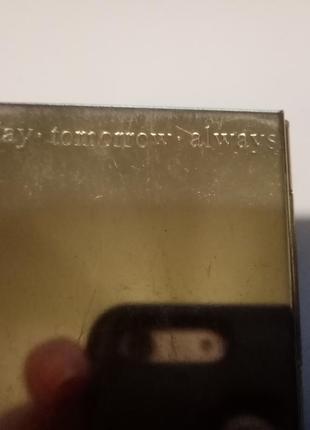 ay · tomorrow · always